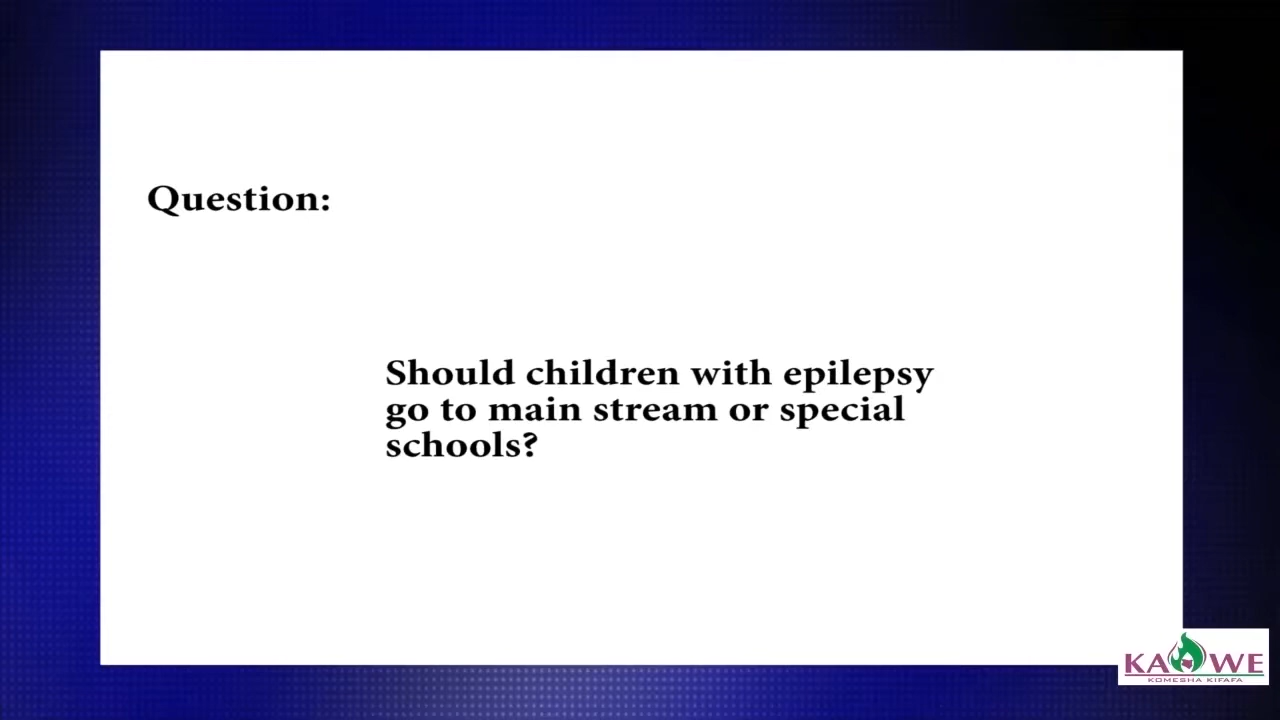 Question:
Should children with epilepsy
go to main stream or special
schools?
KAWE
KOMESHA KIFAFA